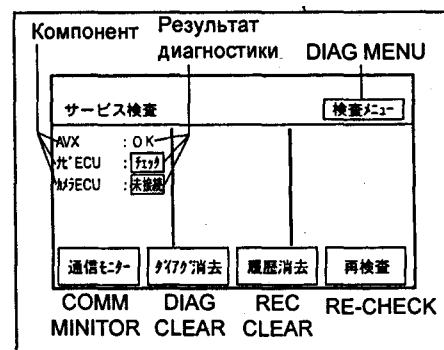 Компонент
Результат
диагностики
DIAG MENU
サービス検査
検査ﾒﾆｭｰ
AVX : OK
ﾅﾋﾞECU : ﾁｪｯｸ
ｶﾒﾗECU : 未接続
通信ﾓﾆﾀｰ
ﾀﾞｲｱｸﾞ消去
履歴消去
再検査
COMM
MINITOR
DIAG
CLEAR
REC
CLEAR
RE-CHECK